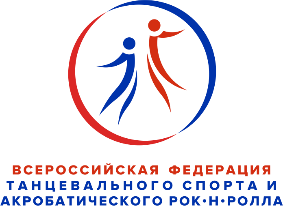 ВСЕРОССИЙСКАЯ ФЕДЕРАЦИЯ
ТАНЦЕВАЛЬНОГО СПОРТА И
АКРОБАТИЧЕСКОГО РОК·Н·РОЛЛА